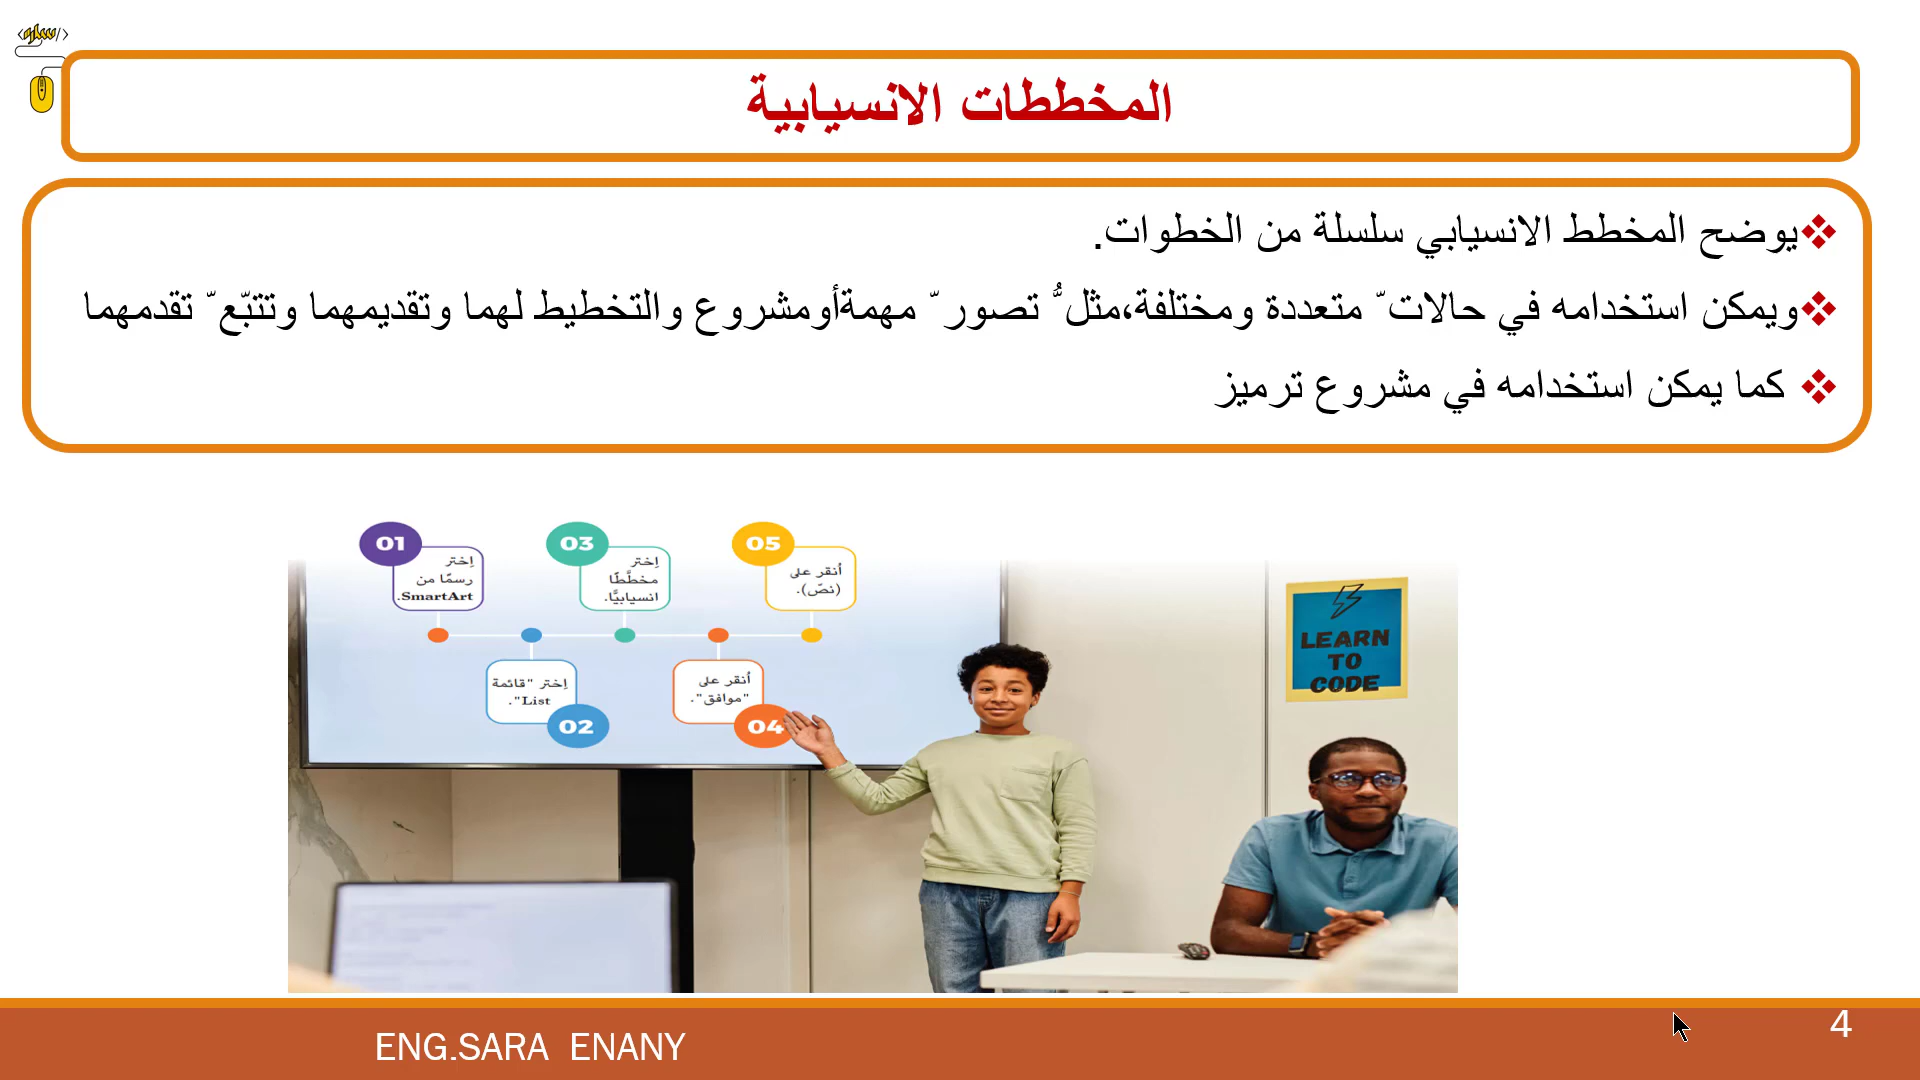 </سارة>
المخططات الانسيابية
❖يوضح المخطط الانسيابي سلسلة من الخطوات.
❖ويمكن استخدامه في حالات ّ متعددة ومختلفة،مثل ُّ تصور ّ مهمةأومشروع والتخطيط لهما وتقديمهما وتتبّع ّ تقدمهما
❖ كما يمكن استخدامه في مشروع ترميز
01
إختر
رسمًا من
SmartArt.
03
إختر
مخطَّطًا
انسيابيًّا.
05
أنقر على
(نصّ).
إختر "قائمة
List".
02
أنقر على
"موافق".
04
LEARN
TO
CODE
ENG.SARA ENANY
4